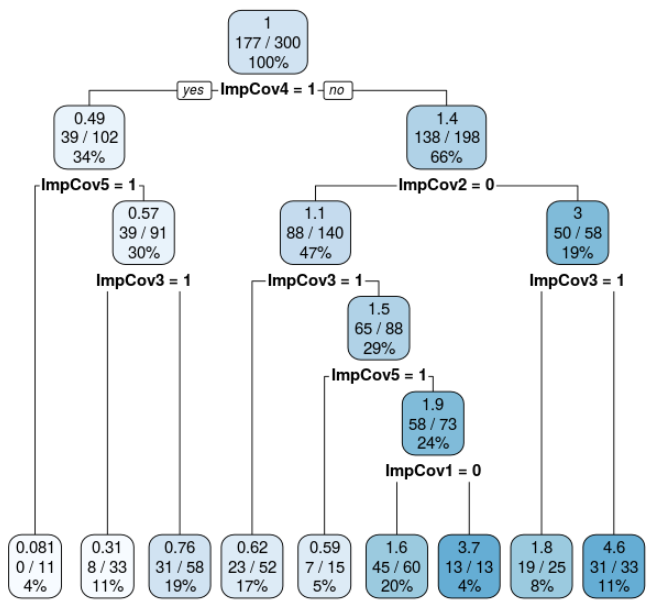 1
177 / 300
100%
yes ImpCov4 = 1 no
0.49
39 / 102
34%
1.4
138 / 198
66%
ImpCov5 = 1
ImpCov2 = 0
0.57
39 / 91
30%
1.1
88 / 140
47%
3
50 / 58
19%
ImpCov3 = 1
ImpCov3 = 1
ImpCov3 = 1
1.5
65 / 88
29%
ImpCov5 = 1
1.9
58 / 73
24%
ImpCov1 = 0
0.081
0 / 11
4%
0.31
8 / 33
11%
0.76
31 / 58
19%
0.62
23 / 52
17%
0.59
7 / 15
5%
1.6
45 / 60
20%
3.7
13 / 13
4%
1.8
19 / 25
8%
4.6
31 / 33
11%